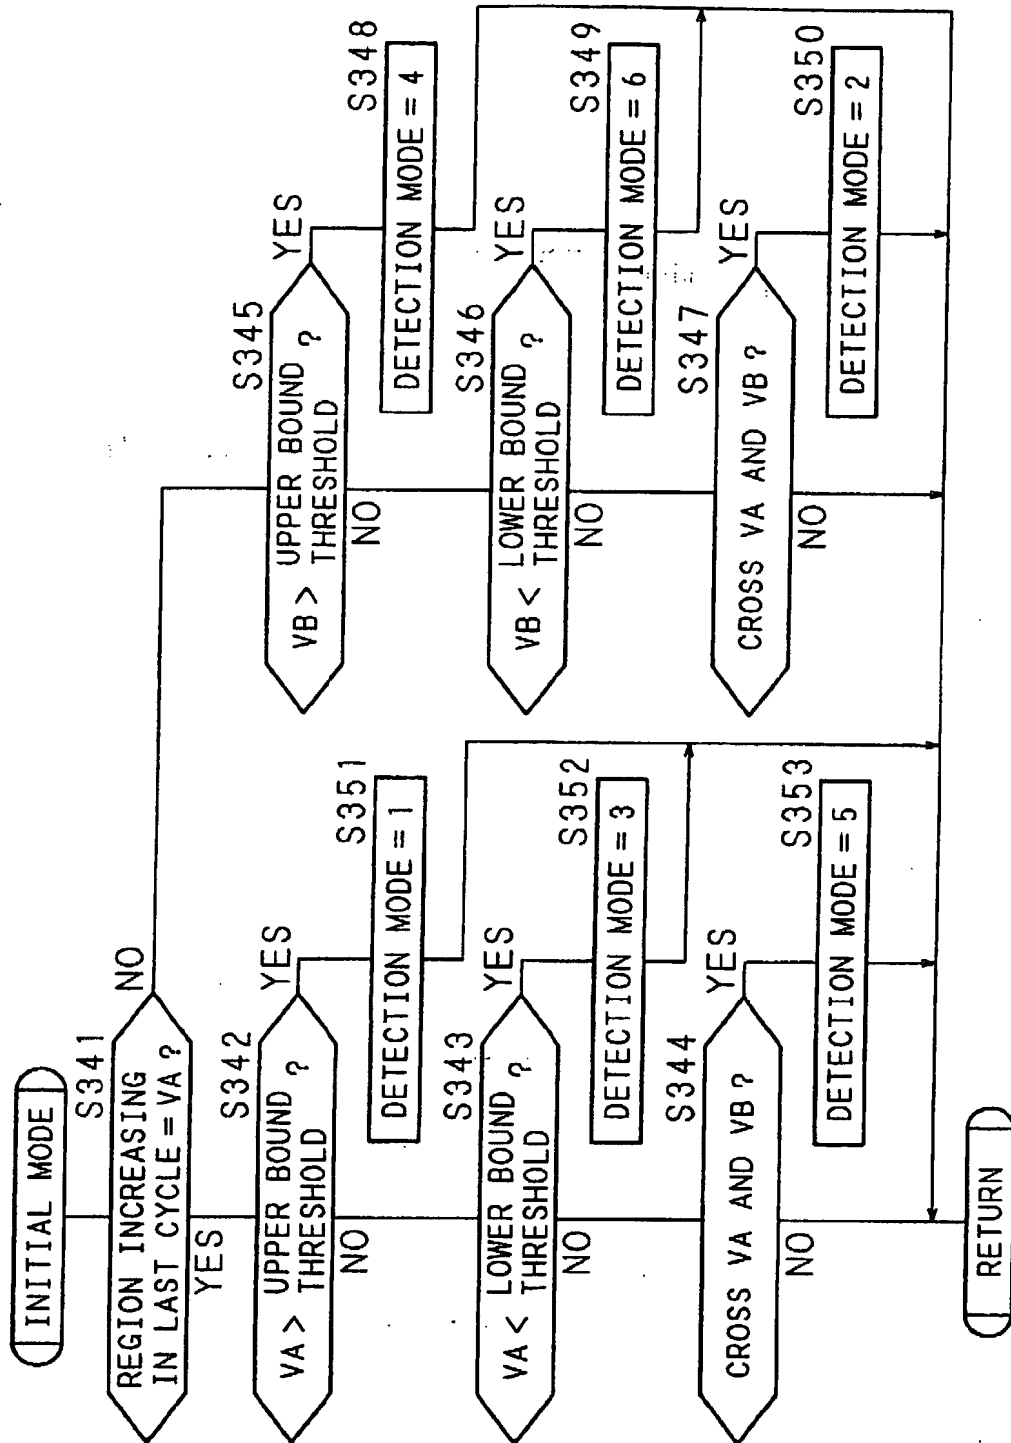 INITIAL MODE
S341
REGION INCREASING
IN LAST CYCLE = VA ?
NO
YES
S342
VA > UPPER BOUND
THRESHOLD ?
YES
NO
S351
DETECTION MODE = 1
S343
VA < LOWER BOUND
THRESHOLD ?
YES
NO
S352
DETECTION MODE = 3
S344
CROSS VA AND VB ?
YES
NO
S353
DETECTION MODE = 5
RETURN
S345
VB > UPPER BOUND
THRESHOLD ?
YES
NO
S348
DETECTION MODE = 4
S346
VB < LOWER BOUND
THRESHOLD ?
YES
NO
S349
DETECTION MODE = 6
S347
CROSS VA AND VB ?
YES
NO
S350
DETECTION MODE = 2